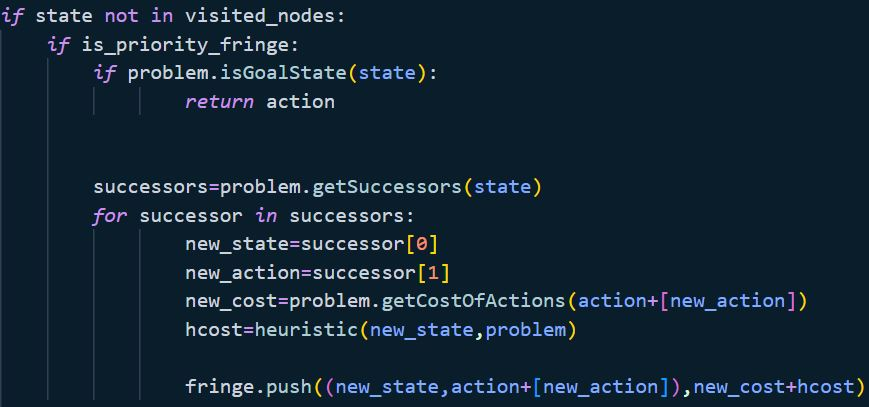 if state not in visited_nodes:
    if is_priority_fringe:
        if problem.isGoalState(state):
                return action
        successors=problem.getSuccessors(state)
        for successor in successors:
                new_state=successor[0]
                new_action=successor[1]
                new_cost=problem.getCostOfActions(action+[new_action])
                hcost=heuristic(new_state,problem)
                fringe.push((new_state,action+[new_action]),new_cost+hcost)